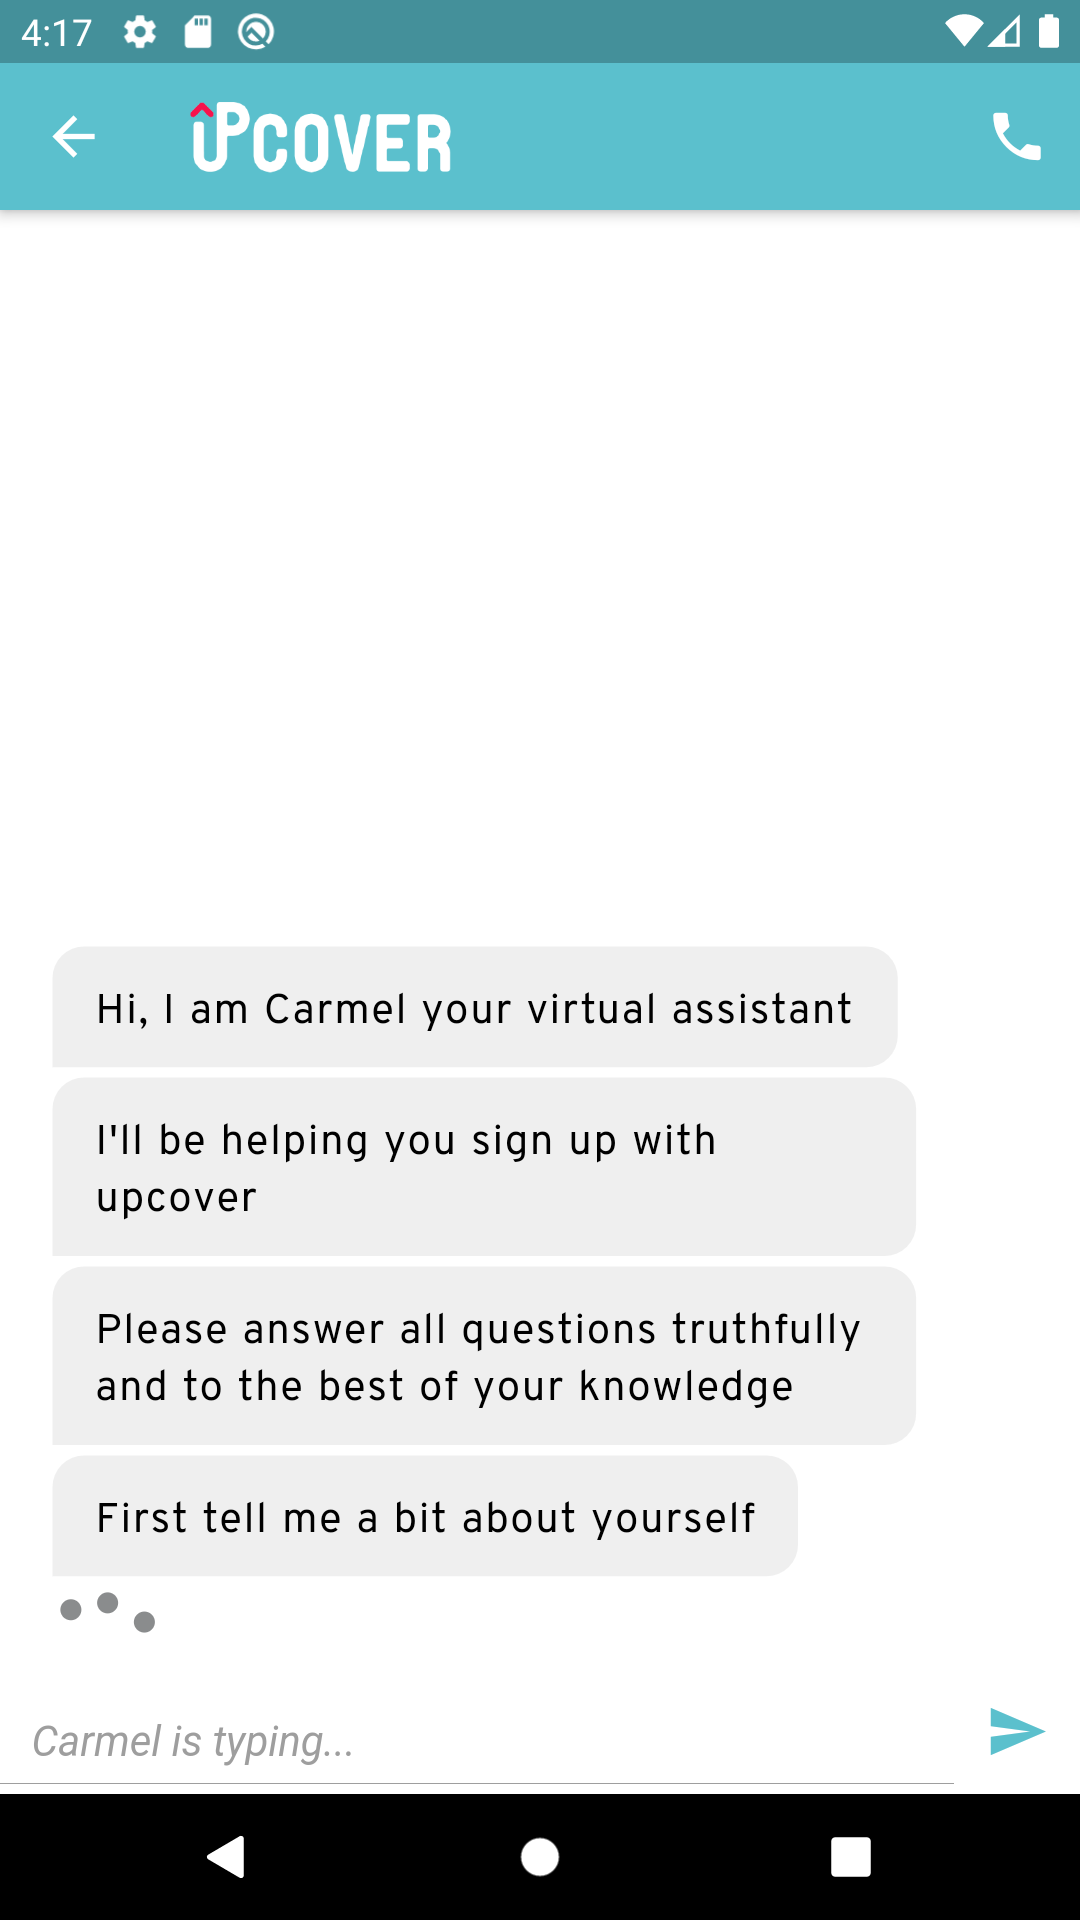 4:17
UPCOVER
Hi, I am Carmel your virtual assistant
I'll be helping you sign up with
upcover
Please answer all questions truthfully
and to the best of your knowledge
First tell me a bit about yourself
Carmel is typing...